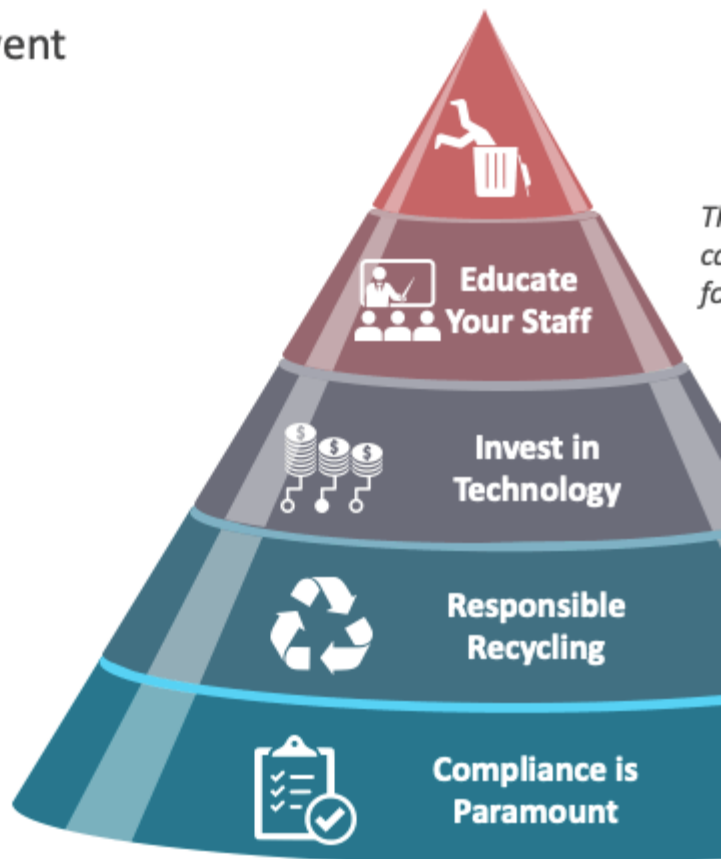 Educate
Your Staff
Invest in
Technology
Responsible
Recycling
Compliance is
Paramount
$
$
$